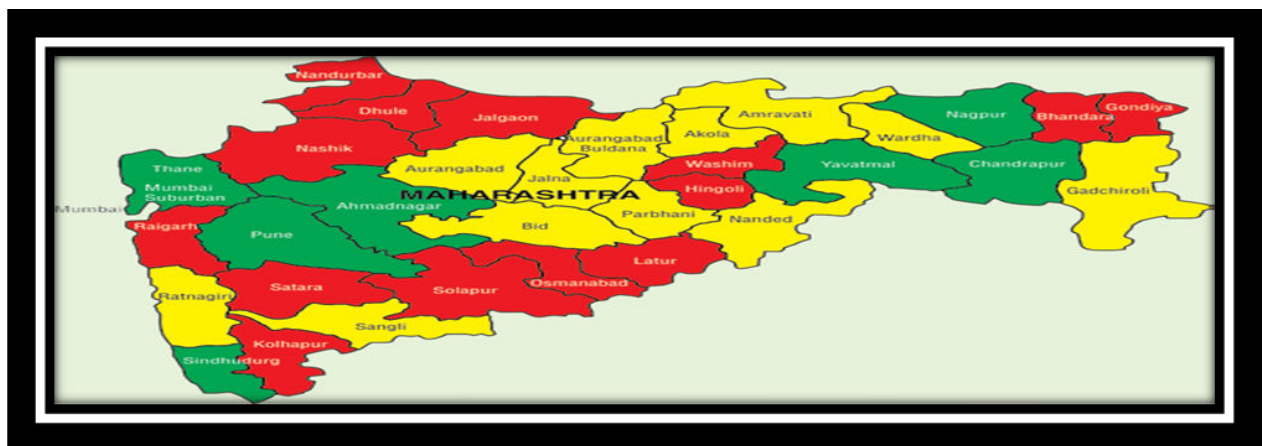 Nandurbar
Dhule
Jalgaon
Nashik
Aurangabad
Jalna
Aurangabad
Buldana
Akola
Amravati
Wardha
Nagpur
Bhandara
Gondiya
Thane
Mumbai
Suburban
Mumbai
Ahmadnagar
MAHARASHTRA
Washim
Hingoli
Yavatmal
Chandrapur
Gadchiroli
Raigarh
Pune
Bid
Parbhani
Nanded
Latur
Osmanabad
Ratnagiri
Satara
Solapur
Sangli
Kolhapur
Sindhudurg